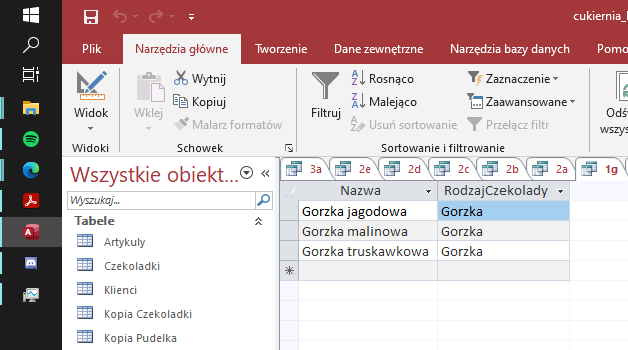 cukiernia_
Plik Narzędzia główne Tworzenie Dane zewnętrzne Narzędzia bazy danych Pomo
Widok
Widoki
Wklej
Wytnij
Kopiuj
Malarz formatów
Schowek
Filtruj
Rosnąco
Malejąco
Usuń sortowanie
Zaznaczenie
Zaawansowane
Przełącz filtr
Sortowanie i filtrowanie
Odś
wszys
Wszystkie obiekt...
Wyszukaj...
Tabele
Artykuly
Czekoladki
Klienci
Kopia Czekoladki
Kopia Pudelka
3a 2e 2d 2c 2b 2a 1g
Nazwa RodzajCzekolady
Gorzka jagodowa Gorzka
Gorzka malinowa Gorzka
Gorzka truskawkowa Gorzka